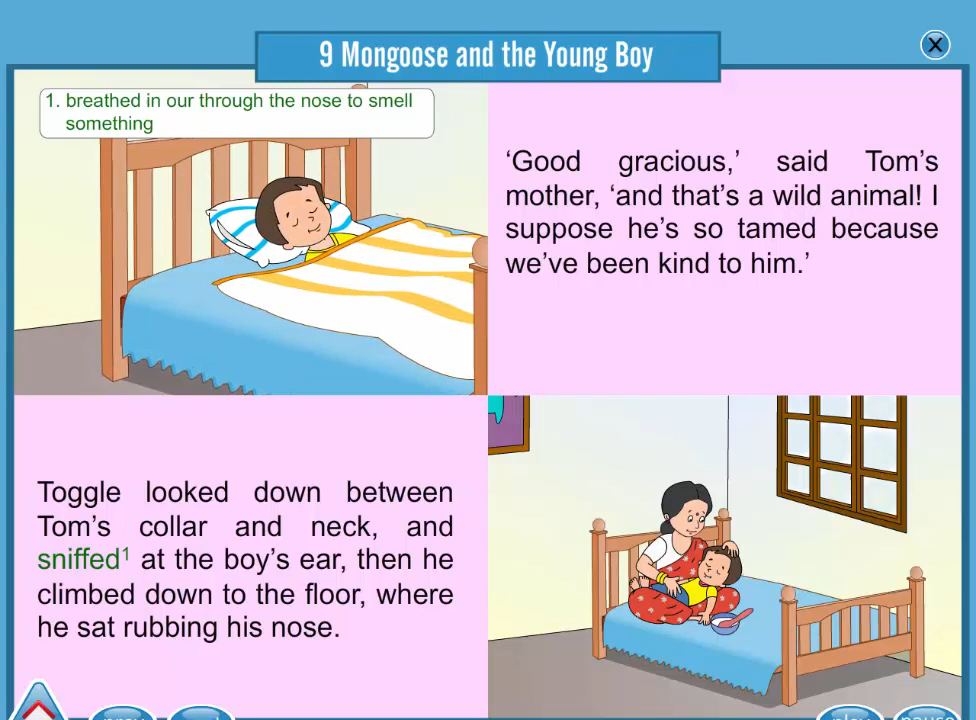 9 Mongoose and the Young Boy
X
1. breathed in our through the nose to smell
something
‘Good gracious,’ said Tom’s
mother, ‘and that’s a wild animal! I
suppose he’s so tamed because
we’ve been kind to him.’
Toggle looked down between
Tom’s collar and neck, and
sniffed¹ at the boy’s ear, then he
climbed down to the floor, where
he sat rubbing his nose.